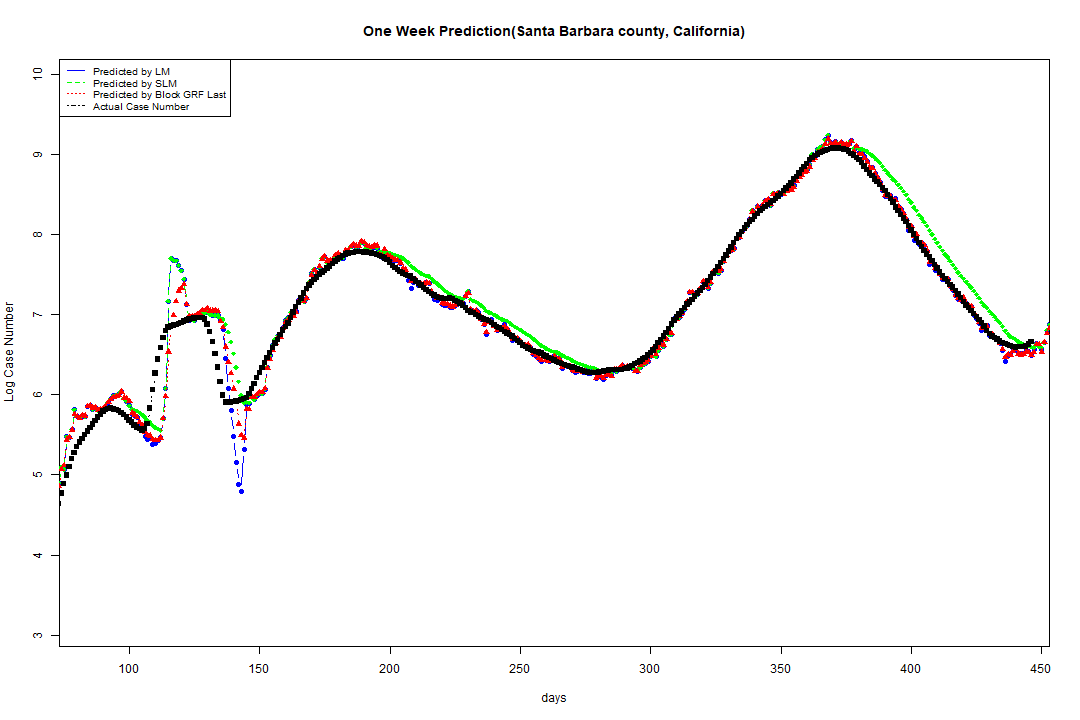 One Week Prediction(Santa Barbara county, California)
Predicted by LM
Predicted by SLM
Predicted by Block GRF Last
Actual Case Number
Log Case Number
10
9
8
7
6
5
4
3
100 150 200 250 300 350 400 450
days